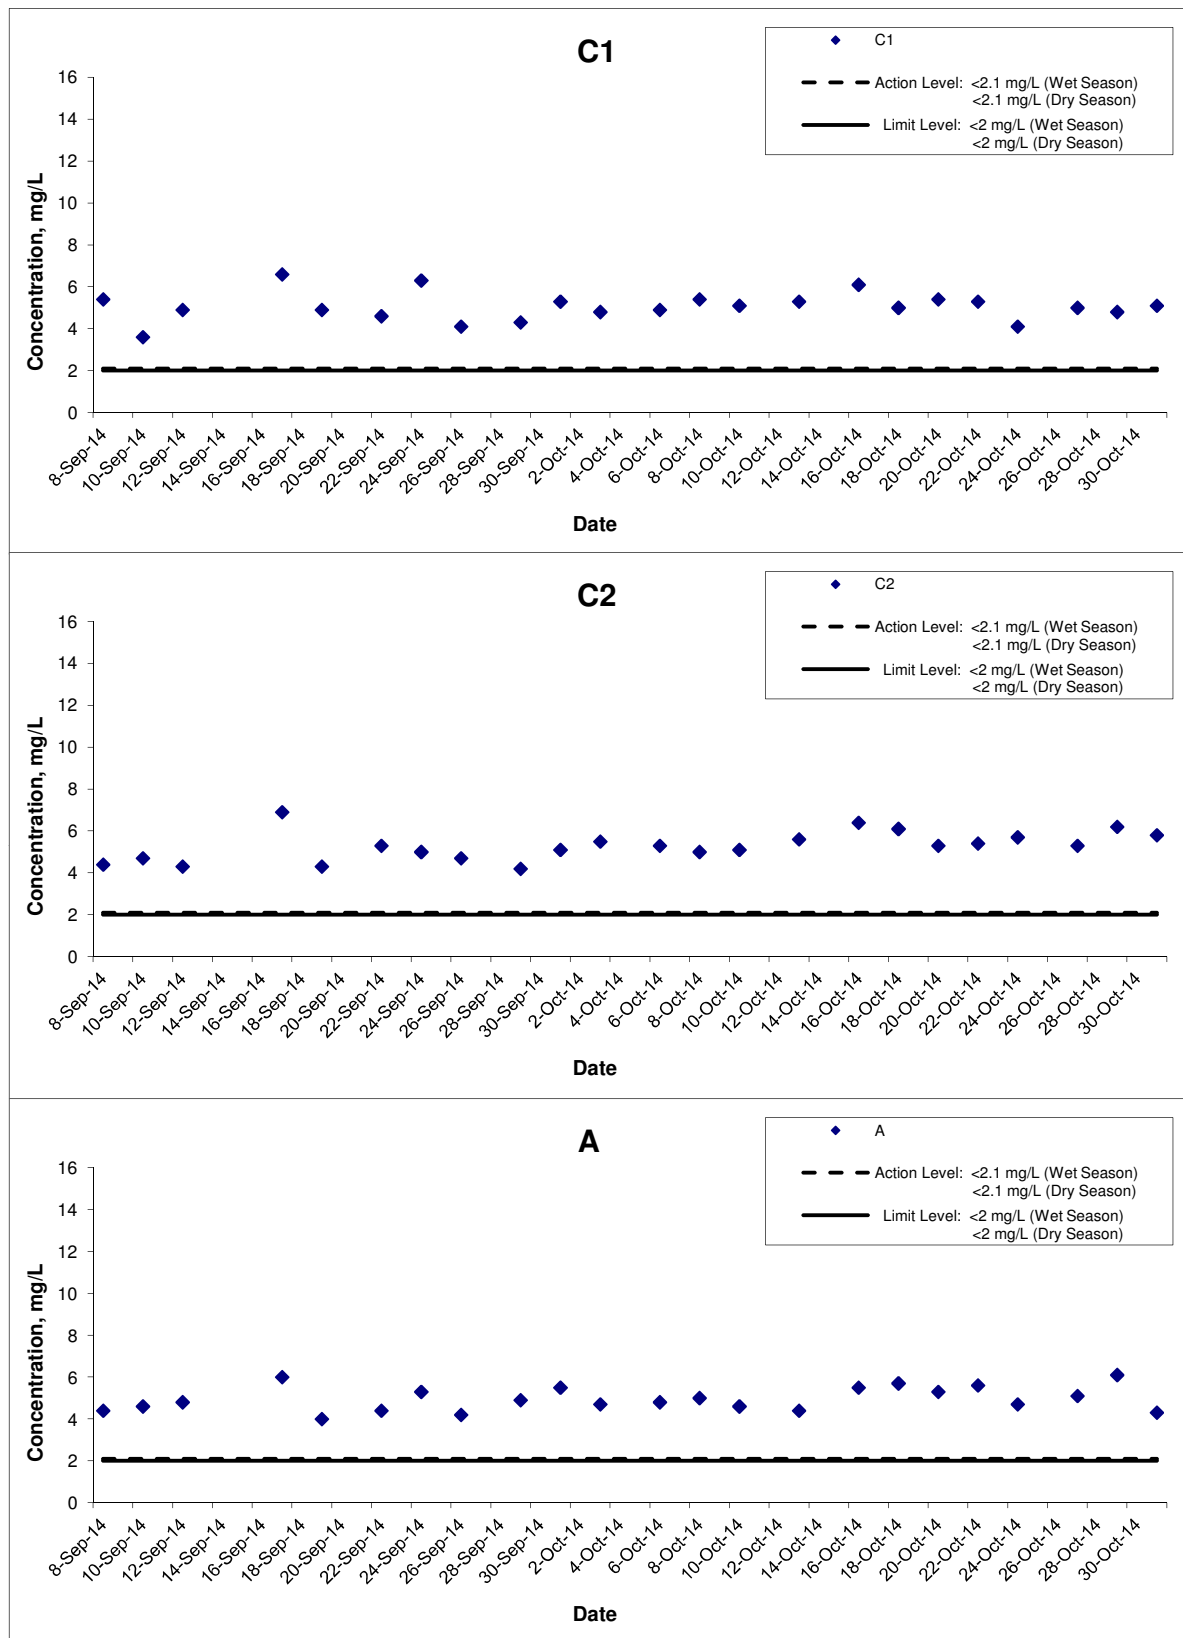 C1
C1
Action Level: <2.1 mg/L (Wet Season)
<2.1 mg/L (Dry Season)
Limit Level: <2 mg/L (Wet Season)
<2 mg/L (Dry Season)
Concentration, mg/L
16
14
12
10
8
6
4
2
0
8-Sep-14
10-Sep-14
12-Sep-14
14-Sep-14
16-Sep-14
18-Sep-14
20-Sep-14
22-Sep-14
24-Sep-14
26-Sep-14
28-Sep-14
30-Sep-14
2-Oct-14
4-Oct-14
6-Oct-14
8-Oct-14
10-Oct-14
12-Oct-14
14-Oct-14
16-Oct-14
18-Oct-14
20-Oct-14
22-Oct-14
24-Oct-14
26-Oct-14
28-Oct-14
30-Oct-14
Date
C2
C2
Action Level: <2.1 mg/L (Wet Season)
<2.1 mg/L (Dry Season)
Limit Level: <2 mg/L (Wet Season)
<2 mg/L (Dry Season)
Concentration, mg/L
16
14
12
10
8
6
4
2
0
8-Sep-14
10-Sep-14
12-Sep-14
14-Sep-14
16-Sep-14
18-Sep-14
20-Sep-14
22-Sep-14
24-Sep-14
26-Sep-14
28-Sep-14
30-Sep-14
2-Oct-14
4-Oct-14
6-Oct-14
8-Oct-14
10-Oct-14
12-Oct-14
14-Oct-14
16-Oct-14
18-Oct-14
20-Oct-14
22-Oct-14
24-Oct-14
26-Oct-14
28-Oct-14
30-Oct-14
Date
A
A
Action Level: <2.1 mg/L (Wet Season)
<2.1 mg/L (Dry Season)
Limit Level: <2 mg/L (Wet Season)
<2 mg/L (Dry Season)
Concentration, mg/L
16
14
12
10
8
6
4
2
0
8-Sep-14
10-Sep-14
12-Sep-14
14-Sep-14
16-Sep-14
18-Sep-14
20-Sep-14
22-Sep-14
24-Sep-14
26-Sep-14
28-Sep-14
30-Sep-14
2-Oct-14
4-Oct-14
6-Oct-14
8-Oct-14
10-Oct-14
12-Oct-14
14-Oct-14
16-Oct-14
18-Oct-14
20-Oct-14
22-Oct-14
24-Oct-14
26-Oct-14
28-Oct-14
30-Oct-14
Date